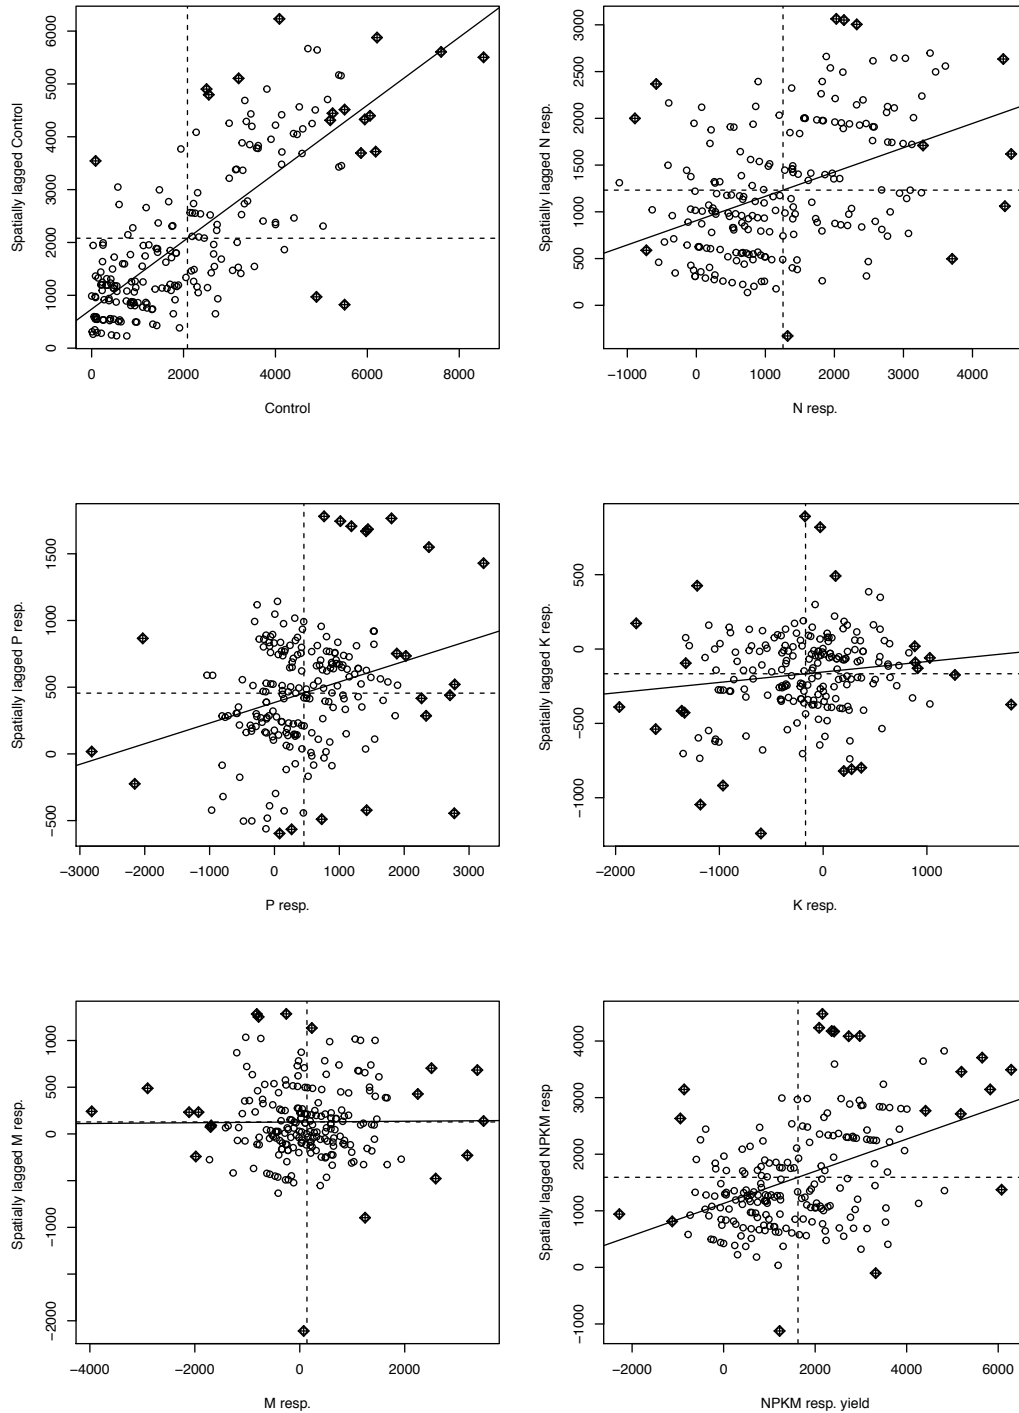 6000
5000
4000
3000
2000
1000
0
Spatially lagged Control
0 2000 4000 6000 8000
Control
3000
2500
2000
1500
1000
500
0
Spatially lagged N resp.
−1000 0 1000 2000 3000 4000
N resp.
1500
1000
500
0
−500
Spatially lagged P resp.
−3000 −2000 −1000 0 1000 2000 3000
P resp.
500
0
−500
−1000
Spatially lagged K resp
−2000 −1000 0 1000
K resp.
1000
500
0
−1000
−2000
Spatially lagged M resp.
−4000 −2000 0 2000
M resp.
4000
3000
2000
1000
0
−1000
Spatially lagged NPKM resp
−2000 0 2000 4000 6000
NPKM resp. yield